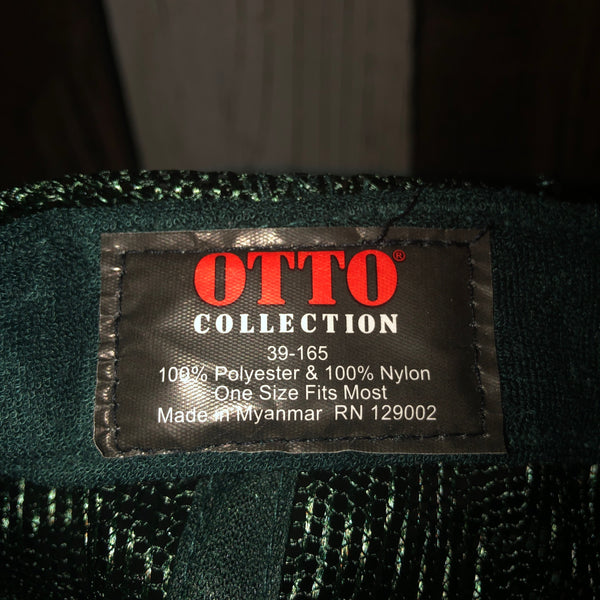 OTTO®
COLLECTION
39-165
100% Polyester & 100% Nylon
One Size Fits Most
Made in Myanmar RN 129002